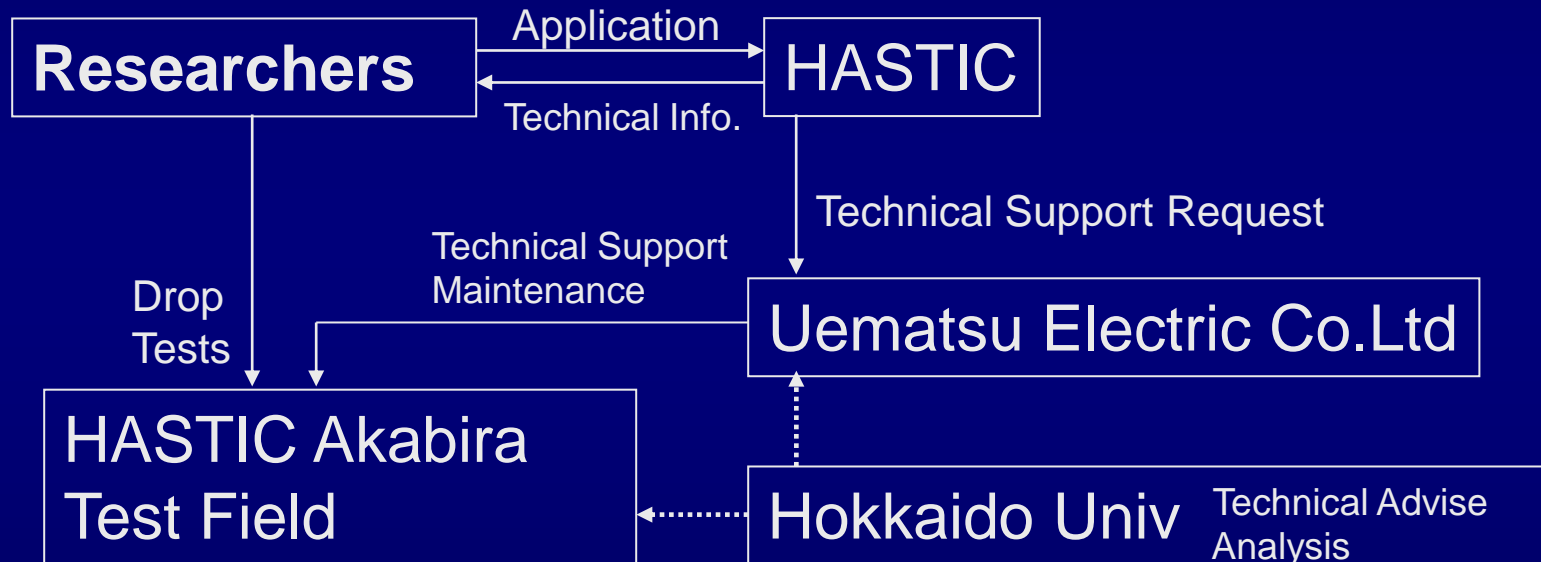 Researchers
Application
HASTIC
Technical Info.
Technical Support Request
Technical Support
Maintenance
Drop
Tests
Uematsu Electric Co.Ltd
HASTIC Akabira
Test Field
Hokkaido Univ
Technical Advise
Analysis